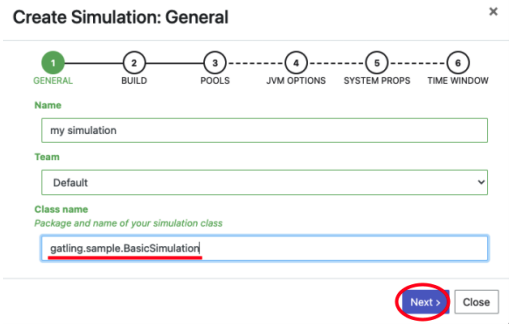 Create Simulation: General
×
1 2 3 4 5 6
GENERAL BUILD POOLS JVM OPTIONS SYSTEM PROPS TIME WINDOW
Name
my simulation
Team
Default
Class name
Package and name of your simulation class
gatling.sample.BasicSimulation
Next › Close